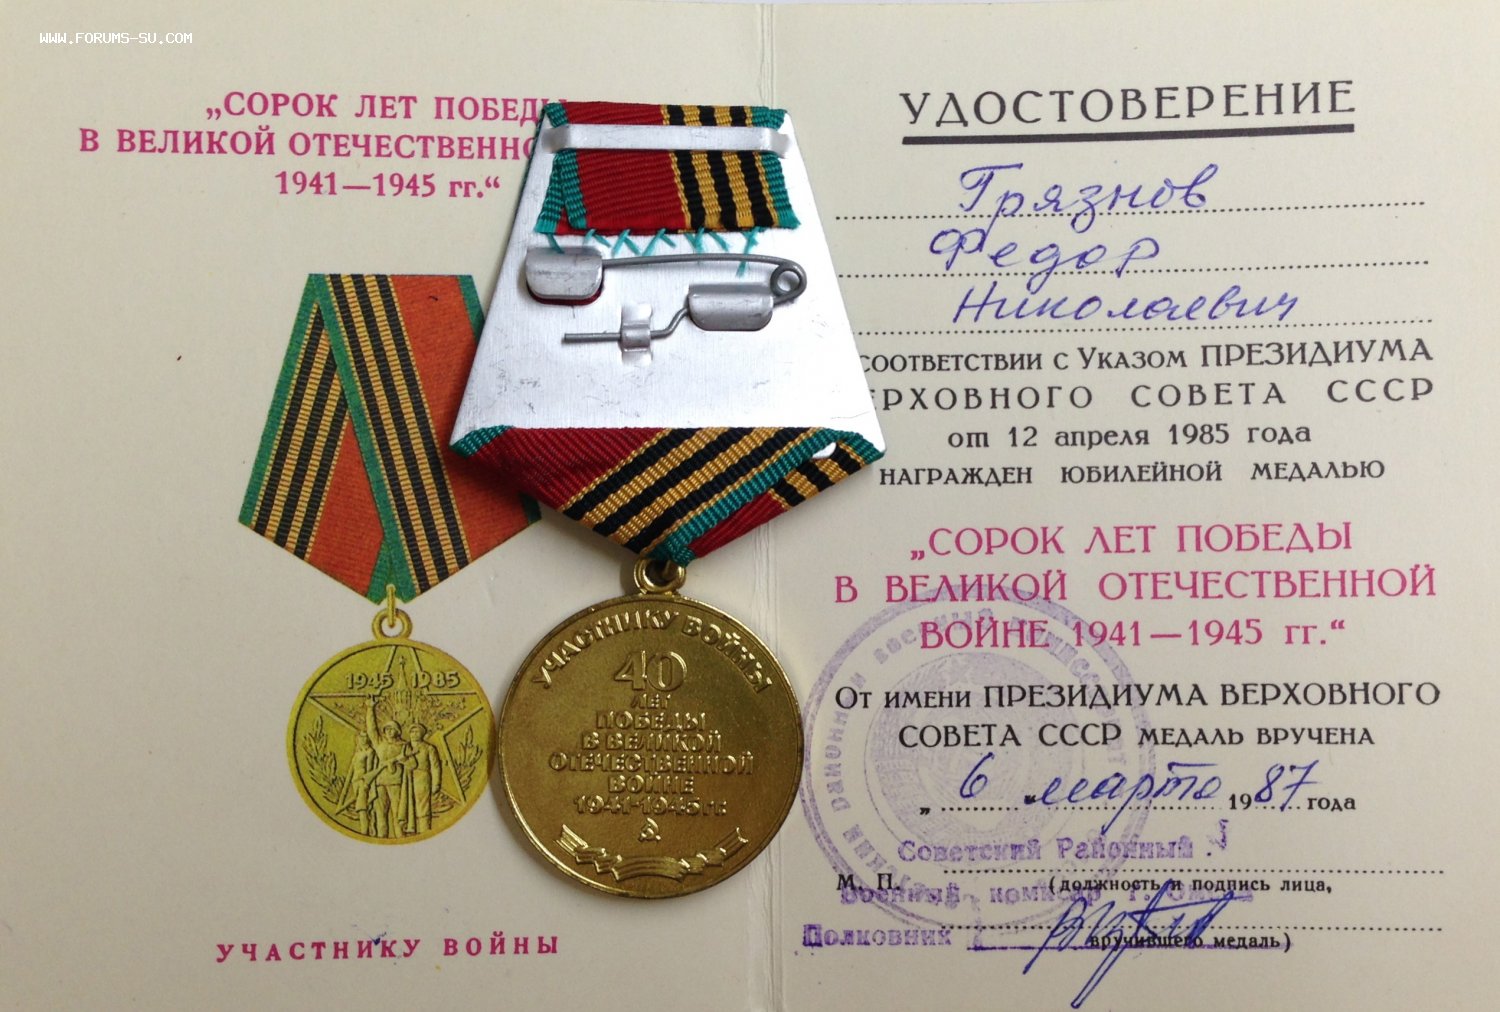 WWW.FORUMS-SU.COM
„СОРОК ЛЕТ ПОБЕДЫ
В ВЕЛИКОЙ ОТЕЧЕСТВЕННО
1941—1945 гг.“
1945 1985
УЧАСТНИКУ ВОЙНЫ
УЧАСТНИКУ ВОЙНЫ
40
ЛЕТ
ПОБЕДЫ
В ВЕЛИКОЙ
ОТЕЧЕСТВЕННОЙ
ВОЙНЕ
1941-1945 ГГ
УДОСТОВЕРЕНИЕ
Грязнов
Федор
Николаевич
СООТВЕТСТВИИ С УКАЗОМ ПРЕЗИДИУМА
ЕРХОВНОГО СОВЕТА СССР
от 12 апреля 1985 года
НАГРАЖДЕН ЮБИЛЕЙНОЙ МЕДАЛЬЮ
„СОРОК ЛЕТ ПОБЕДЫ
В ВЕЛИКОЙ ОТЕЧЕСТВЕННОЙ
ВОЙНЕ 1941—1945 гг.“
ОТ ИМЕНИ ПРЕЗИДИУМА ВЕРХОВНОГО
СОВЕТА СССР МЕДАЛЬ ВРУЧЕНА
„ 6 “ марта 1987 года
Советский Районный
М. П. (должность и подпись лица,
Военный комиссар г.
Полковник
вручившего медаль)